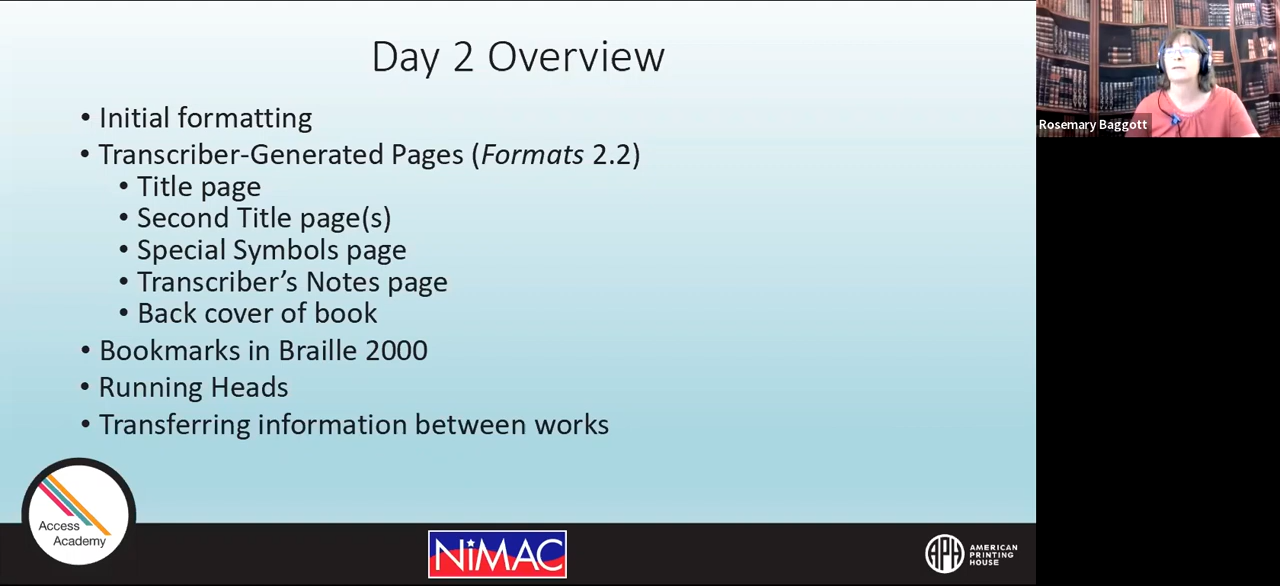 Day 2 Overview
• Initial formatting
• Transcriber-Generated Pages (Formats 2.2)
• Title page
• Second Title page(s)
• Special Symbols page
• Transcriber’s Notes page
• Back cover of book
• Bookmarks in Braille 2000
• Running Heads
• Transferring information between works
Access
Academy
NiMAC
APH
AMERICAN
PRINTING
HOUSE
Rosemary Baggott